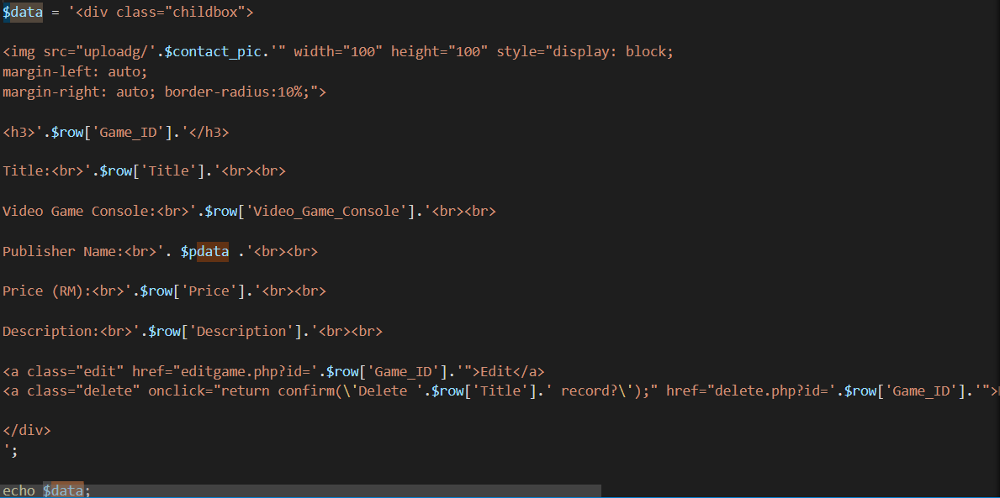 $data = '<div class="childbox">
<img src="uploadg/'.$contact_pic.'" width="100" height="100" style="display: block;
margin-left: auto;
margin-right: auto; border-radius:10%;">
<h3>'.$row['Game_ID'].'</h3>
Title:<br>'.$row['Title'].'<br><br>
Video Game Console:<br>'.$row['Video_Game_Console'].'<br><br>
Publisher Name:<br>'. $pdata .'<br><br>
Price (RM):<br>'.$row['Price'].'<br><br>
Description:<br>'.$row['Description'].'<br><br>
<a class="edit" href="editgame.php?id='.$row['Game_ID'].'">Edit</a>
<a class="delete" onclick="return confirm(\'Delete '.$row['Title'].' record?\');" href="delete.php?id='.$row['Game_ID'].'">
</div>
';
echo $data;